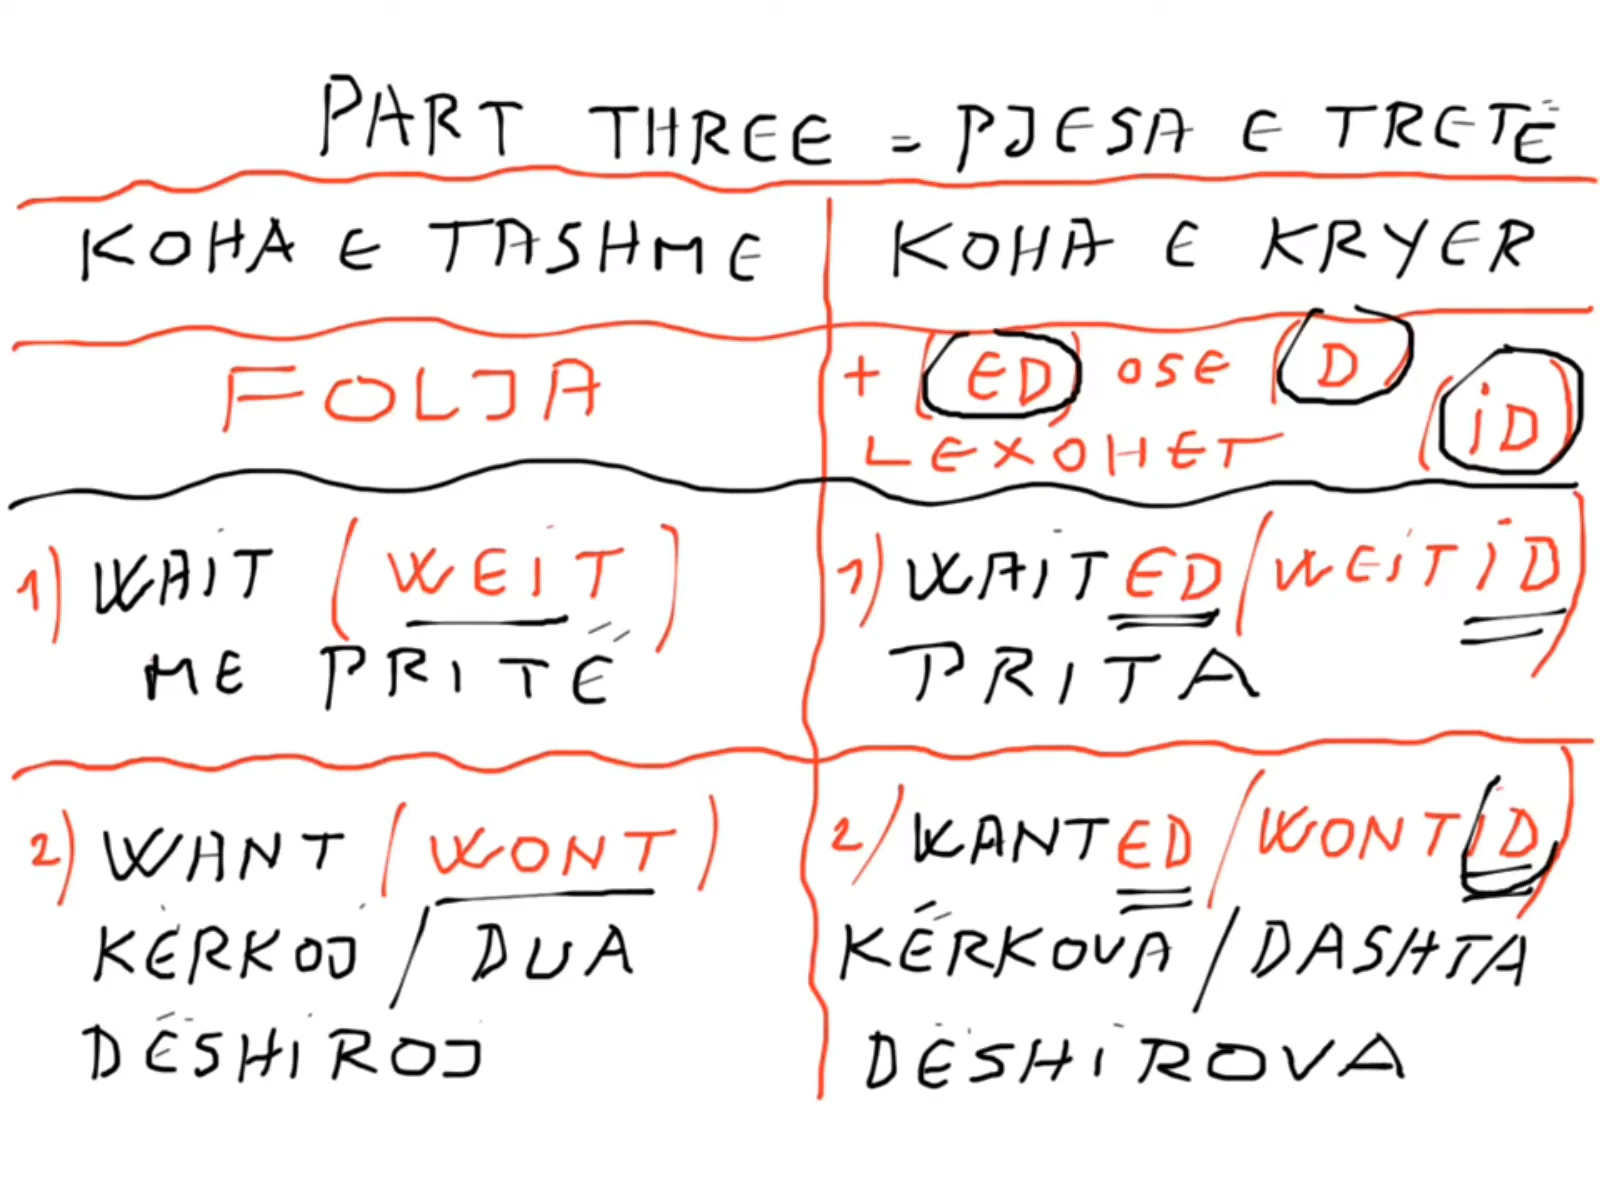 PART THREE = PJESA E TRETË
KOHA E TASHME
KOHA E KRYER
FOLJA
+ (ED) OSE (D)
LEXOHET (iD)
1) WAiT (WEiT)
ME PRITË
1) WAiTED (WEiTiD)
PRITA
2) WANT (WONT)
KËRKOJ / DUA
DËSHiROJ
2) WANTED (WONTiD)
KËRKOVA / DASHTA
DËSHIROVA